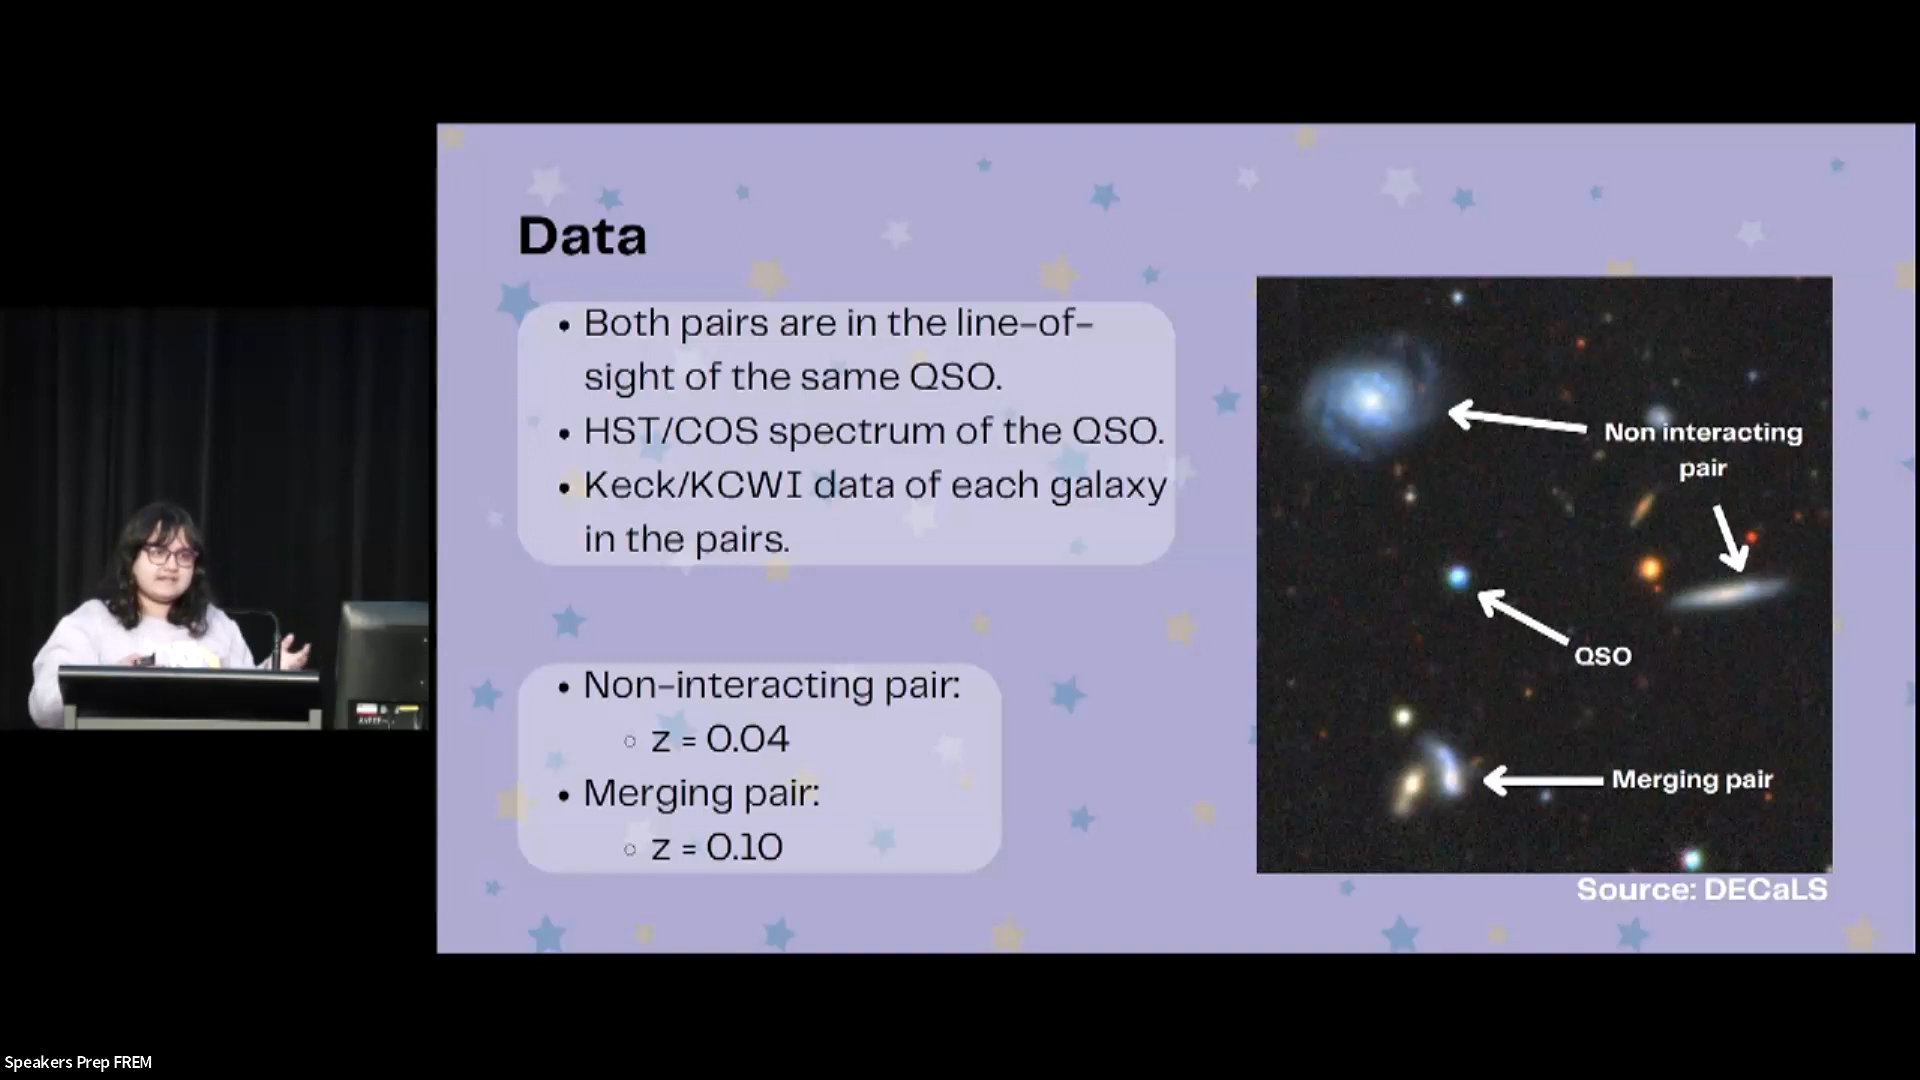 Data
• Both pairs are in the line-of-
sight of the same QSO.
• HST/COS spectrum of the QSO.
• Keck/KCWI data of each galaxy
in the pairs.
• Non-interacting pair:
○ z = 0.04
• Merging pair:
○ z = 0.10
Non interacting
pair
QSO
Merging pair
Source: DECaLS
Speakers Prep FREM